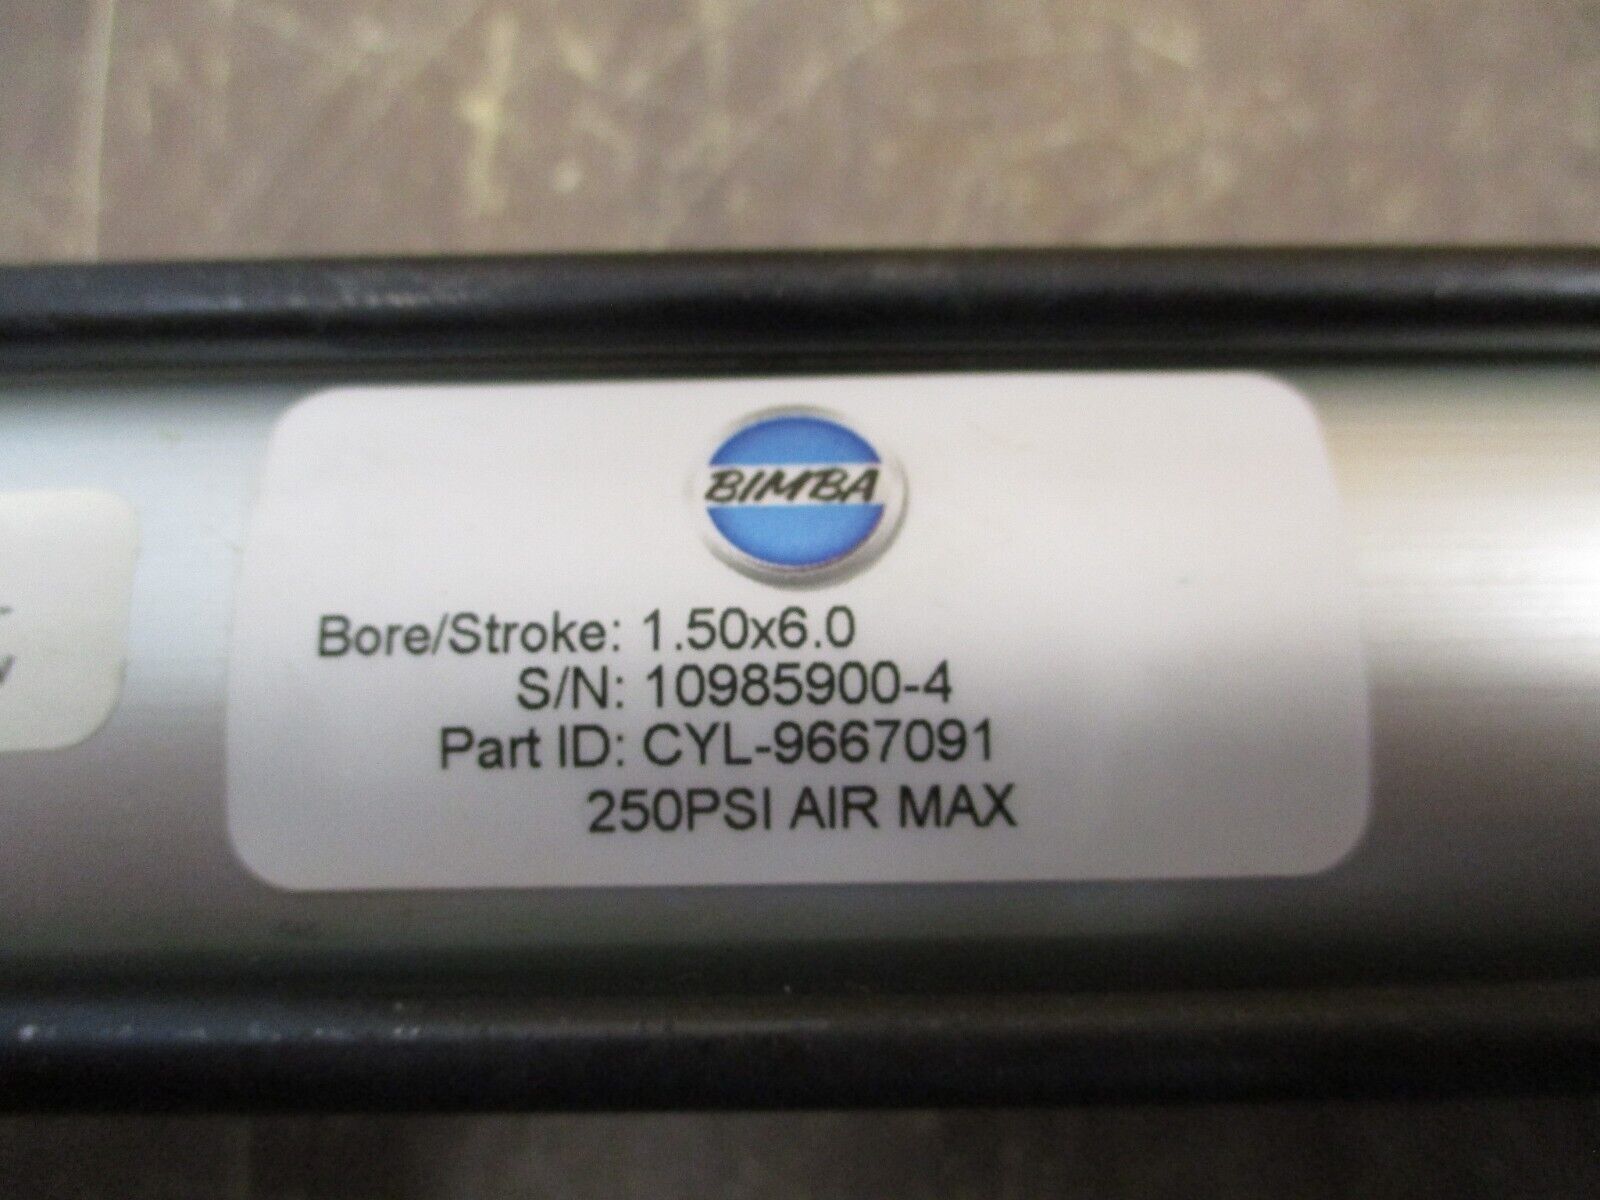 BIMBA
Bore/Stroke: 1.50x6.0
S/N: 10985900-4
Part ID: CYL-9667091
250PSI AIR MAX